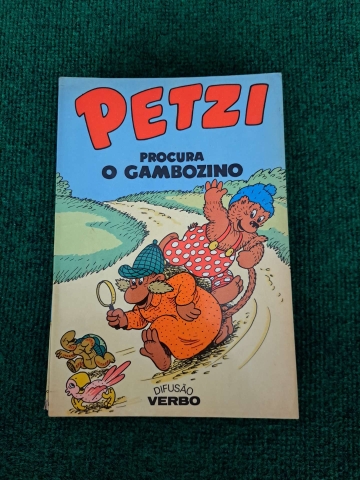 PETZI
PROCURA
O GAMBOZINO
DIFUSÃO
VERBO